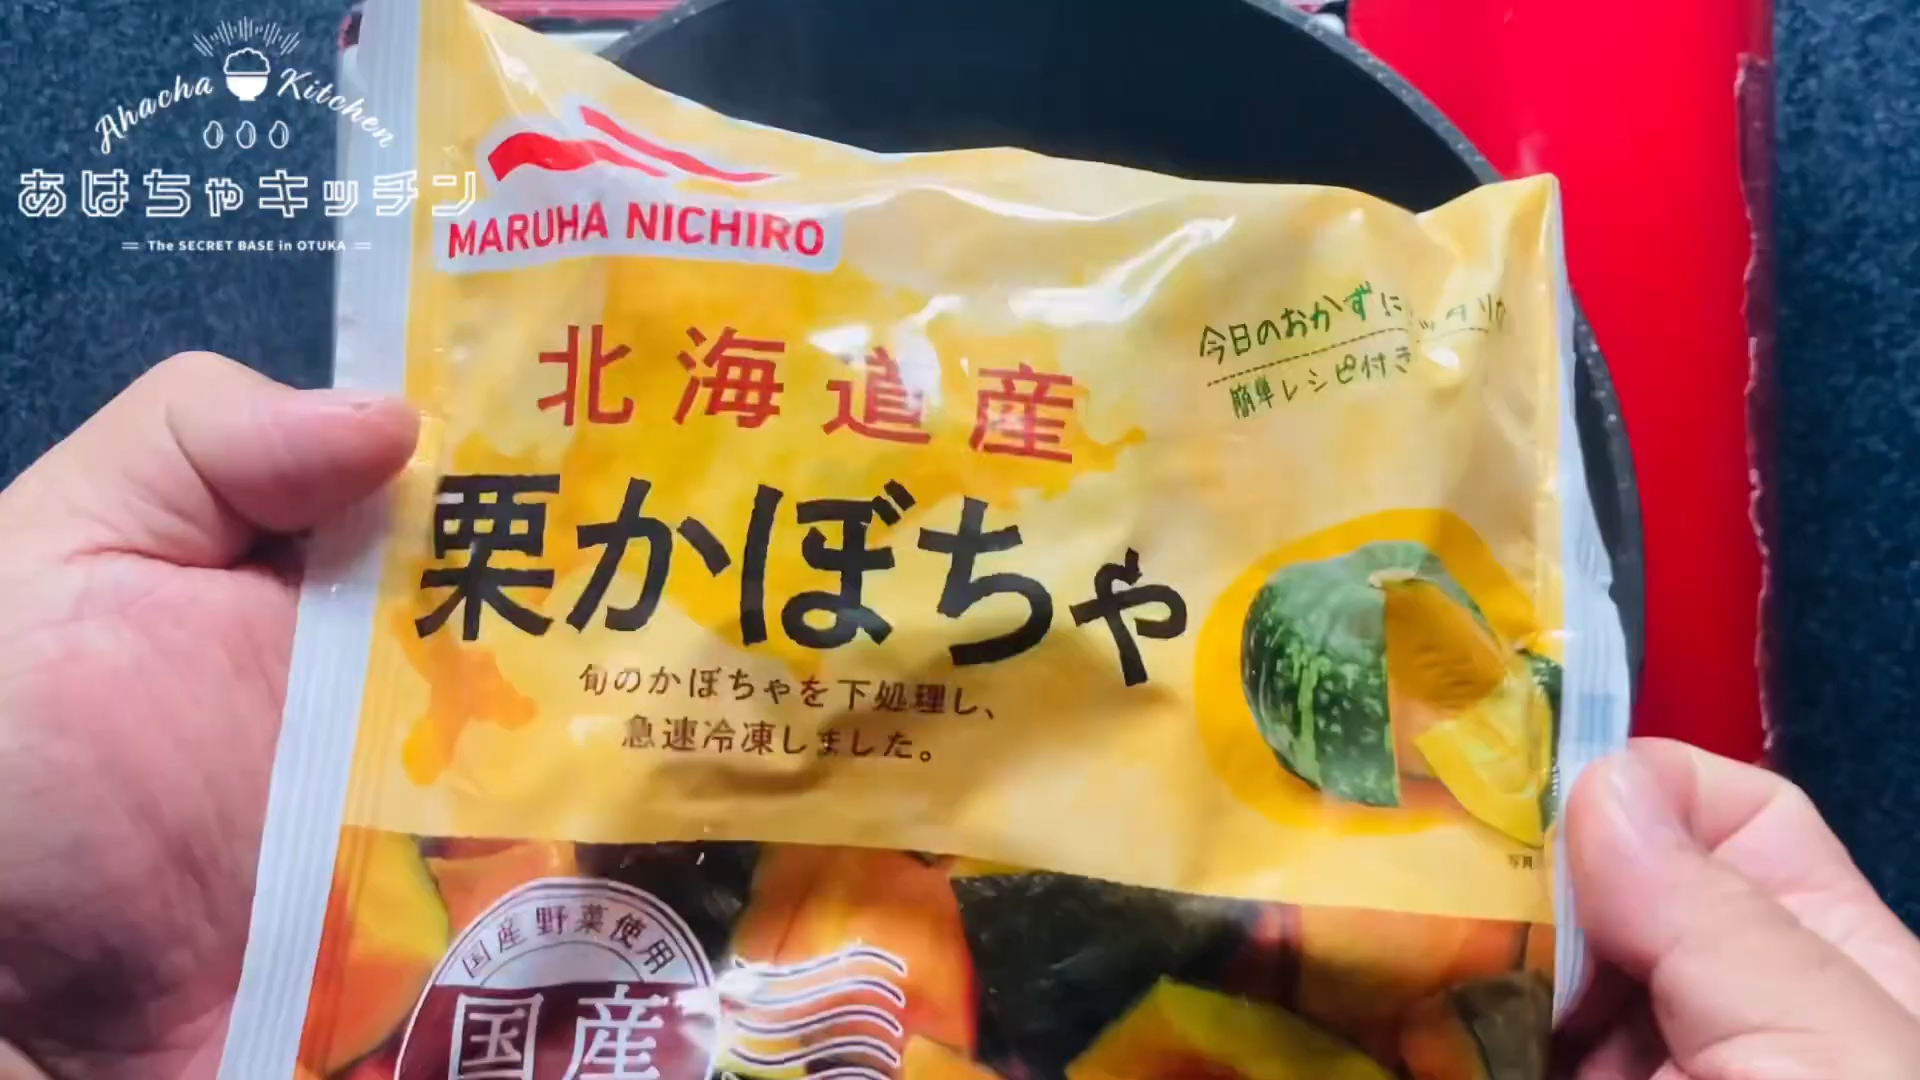 Ahacha Kitchen
あはちゃキッチン
The SECRET BASE in OTUKA
MARUHA NICHIRO
今日のおかずに
簡単レシピ付き
北海道産
栗かぼちゃ
旬のかぼちゃを下処理し、
急速冷凍しました。
写真
国産野菜使用
国産